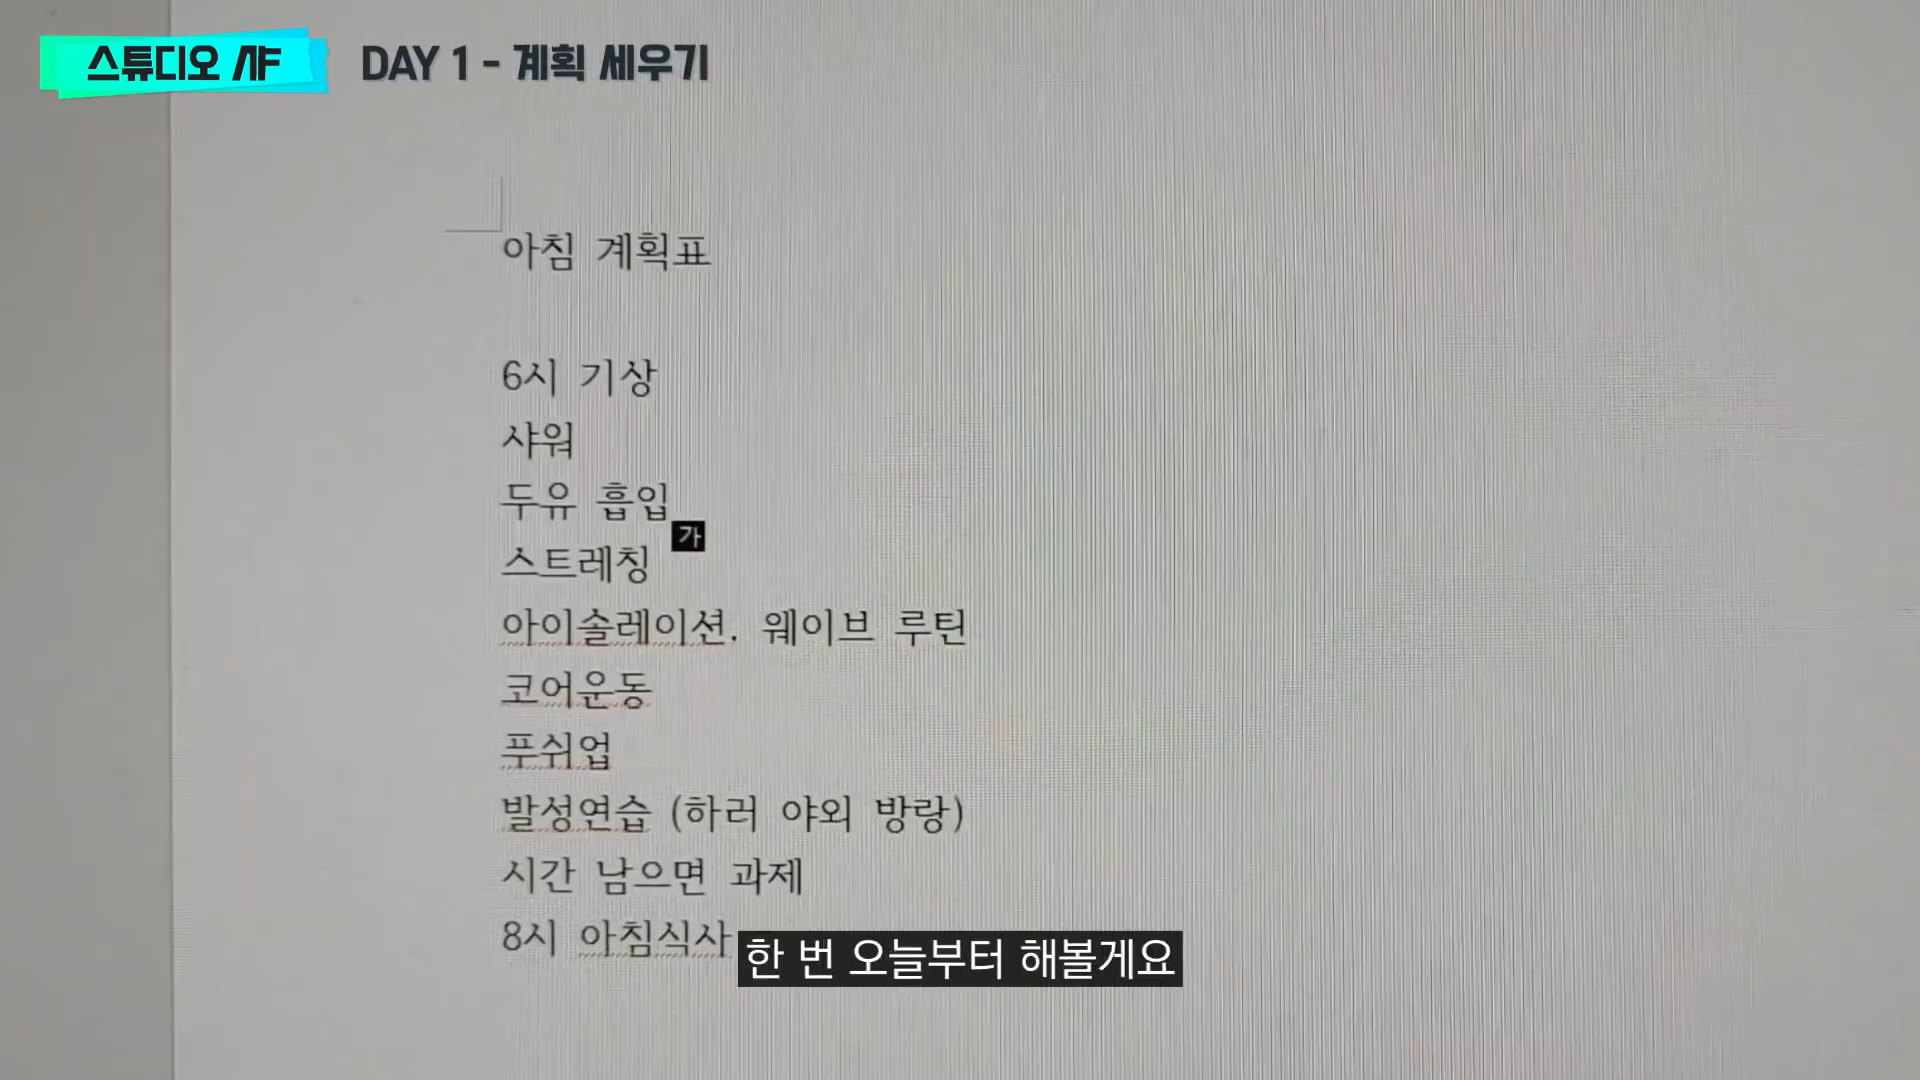 스튜디오 샤
DAY 1 - 계획 세우기
아침 계획표
6시 기상
샤워
두유 흡입
가
스트레칭
아이솔레이션. 웨이브 루틴
코어운동
푸쉬업
발성연습 (하러 야외 방랑)
시간 남으면 과제
8시 아침식사
한 번 오늘부터 해볼게요